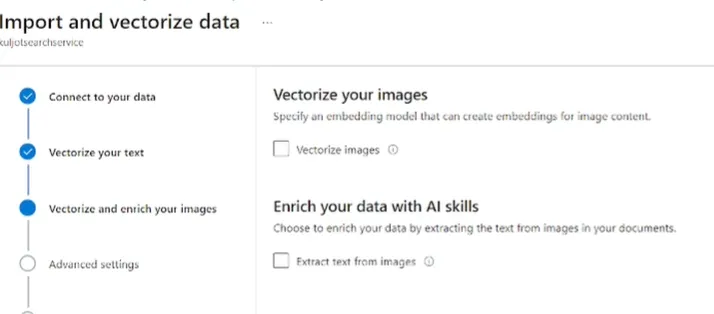 Import and vectorize data ...
kuljotsearchservice
Connect to your data
Vectorize your text
Vectorize and enrich your images
Advanced settings
Vectorize your images
Specify an embedding model that can create embeddings for image content.
Vectorize images
Enrich your data with AI skills
Choose to enrich your data by extracting the text from images in your documents.
Extract text from images